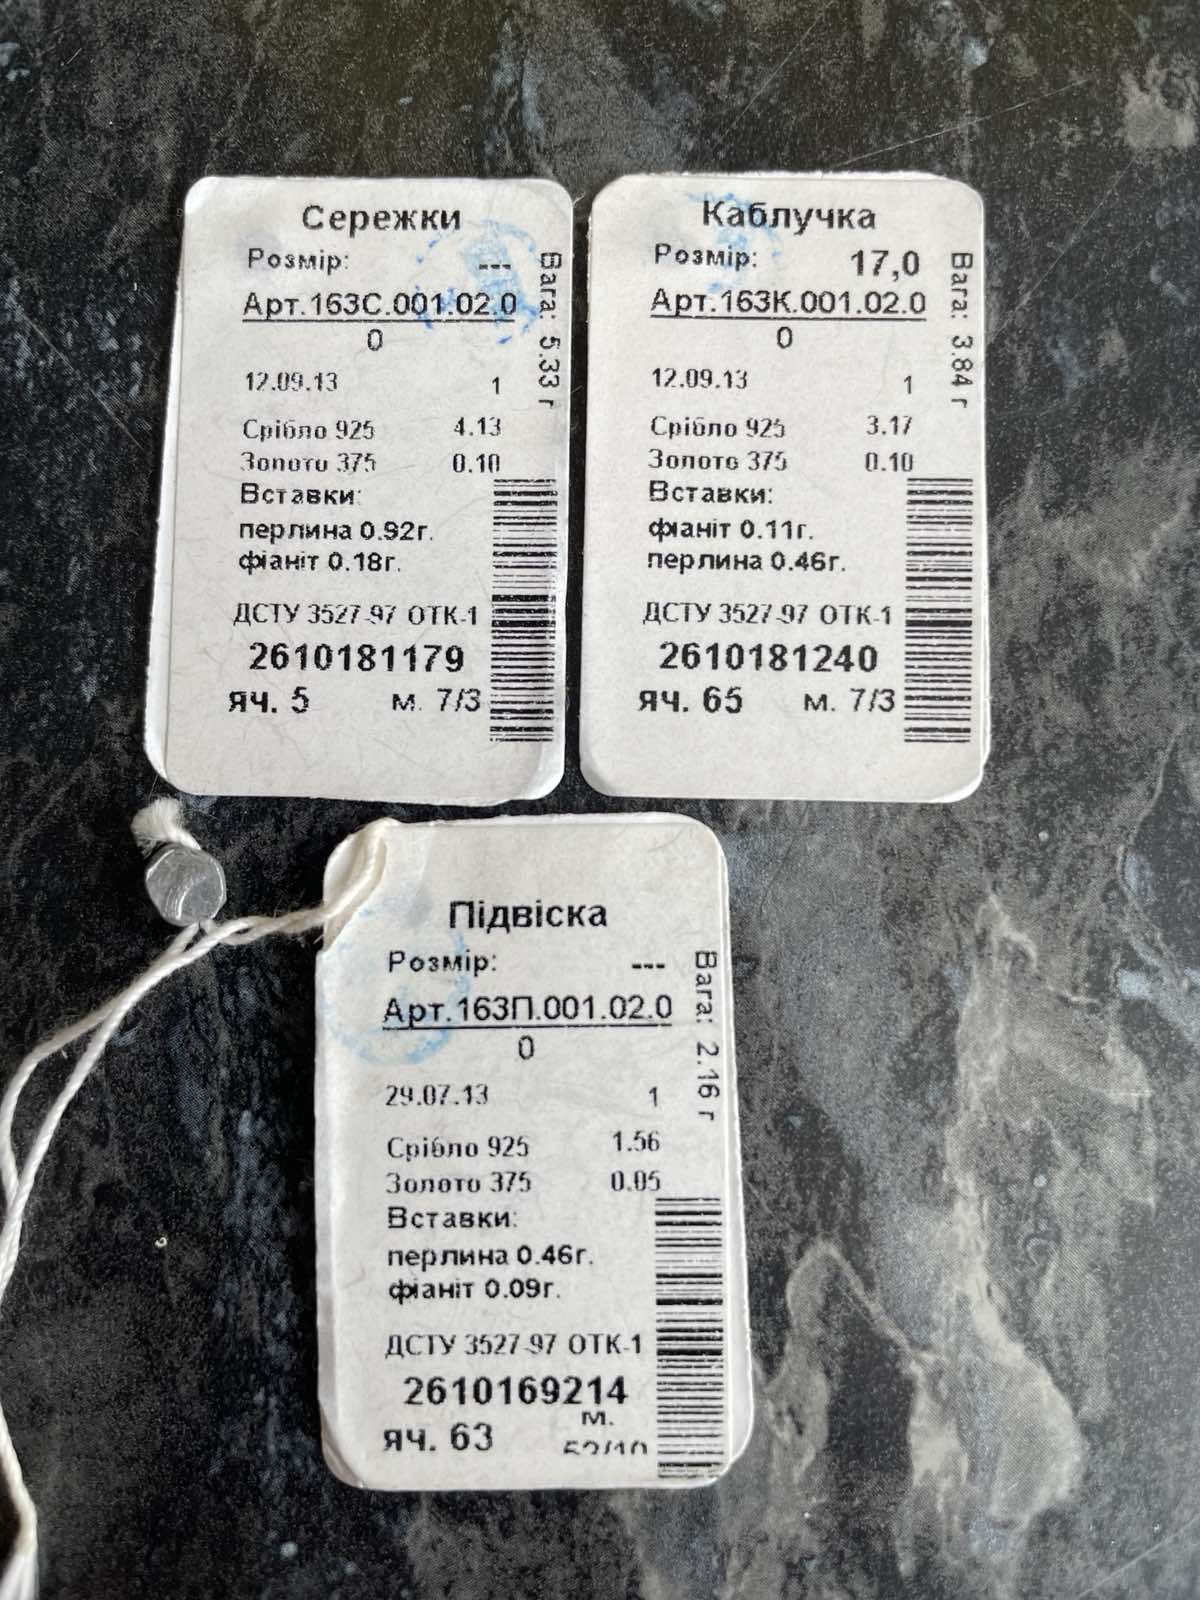 Сережки
Розмір: ---
Арт.163С.001.02.0
0
12.09.13 1
Срібло 925 4.13
Золото 375 0.10
Вставки:
перлина 0.92г.
фіаніт 0.18г.
ДСТУ 3527-97 ОТК-1
2610181179
яч. 5 м. 7/3
Вага: 5.33 г
Каблучка
Розмір: 17,0
Арт.163К.001.02.0
0
12.09.13 1
Срібло 925 3.17
Золото 375 0.10
Вставки:
фіаніт 0.11г.
перлина 0.46г.
ДСТУ 3527-97 ОТК-1
2610181240
яч. 65 м. 7/3
Вага: 3.84 г
Підвіска
Розмір: ---
Арт.163П.001.02.0
0
29.07.13 1
Срібло 925 1.56
Золото 375 0.05
Вставки:
перлина 0.46г.
фіаніт 0.09г.
ДСТУ 3527-97 ОТК-1
2610169214
м.
яч. 63
Вага: 2.16 г